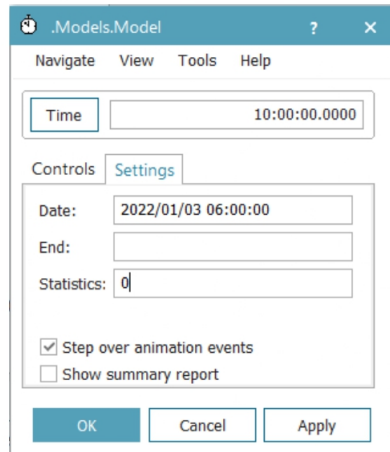 .Models.Model ? ×
Navigate View Tools Help
Time 10:00:00.0000
Controls Settings
Date: 2022/01/03 06:00:00
End:
Statistics: 0
Step over animation events
Show summary report
OK Cancel Apply